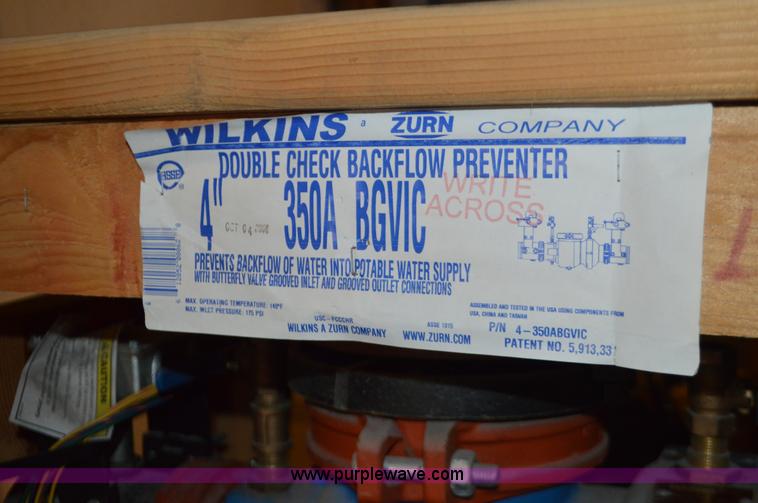 WILKINS a ZURN COMPANY
DOUBLE CHECK BACKFLOW PREVENTER
ASSE
4" OCT 04 2006 350A BGVIC
WRITE
ACROSS
PREVENTS BACKFLOW OF WATER INTO POTABLE WATER SUPPLY
WITH BUTTERFLY VALVE GROOVED INLET AND GROOVED OUTLET CONNECTIONS
MAX. OPERATING TEMPERATURE: 140°F
MAX. INLET PRESSURE: 175 PSI
USC-FCCCHR
WILKINS A ZURN COMPANY
ASSE 1015
WWW.ZURN.COM
ASSEMBLED AND TESTED IN THE USA USING COMPONENTS FROM
USA, CHINA AND TAIWAN
P/N 4-350ABGVIC
PATENT NO. 5,913,331
CAUTION
www.purplewave.com